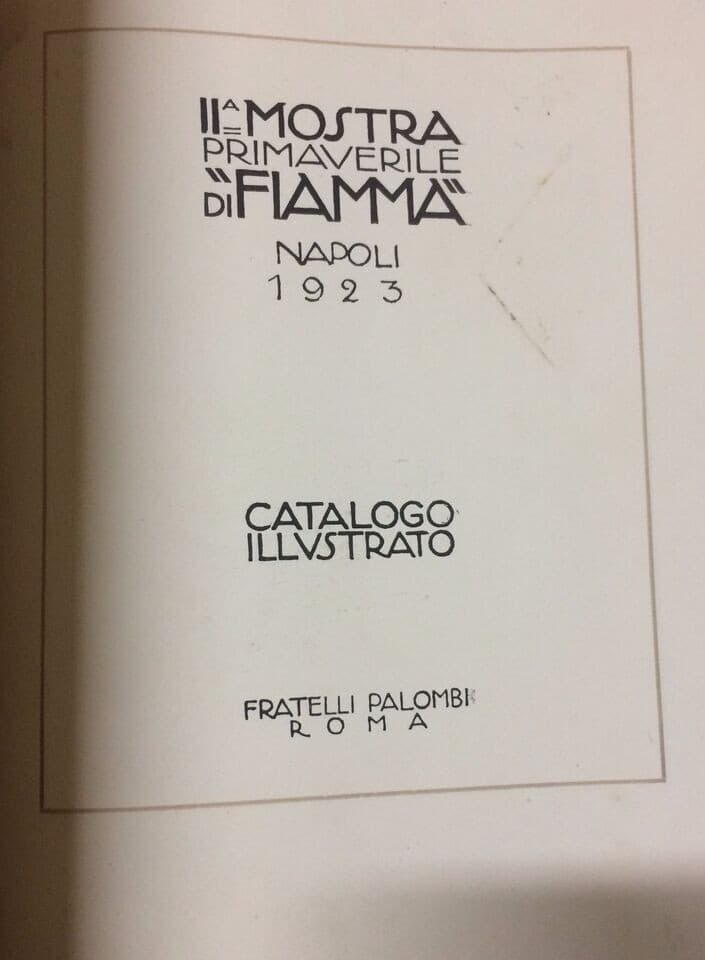 IIA MOSTRA
PRIMAVERILE
DI "FIAMMA"
NAPOLI
1923
CATALOGO
ILLVSTRATO
FRATELLI PALOMBI
ROMA